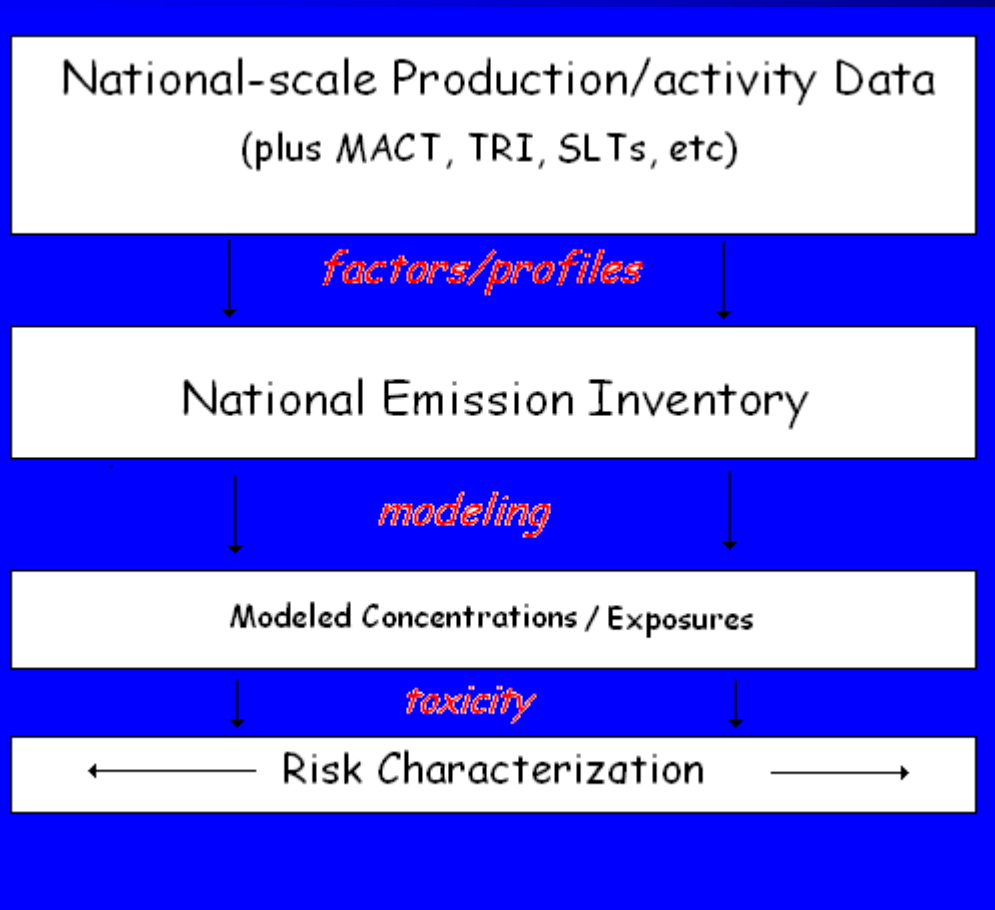 National-scale Production/activity Data
(plus MACT, TRI, SLTs, etc)
factors/profiles
National Emission Inventory
modeling
Modeled Concentrations / Exposures
toxicity
Risk Characterization